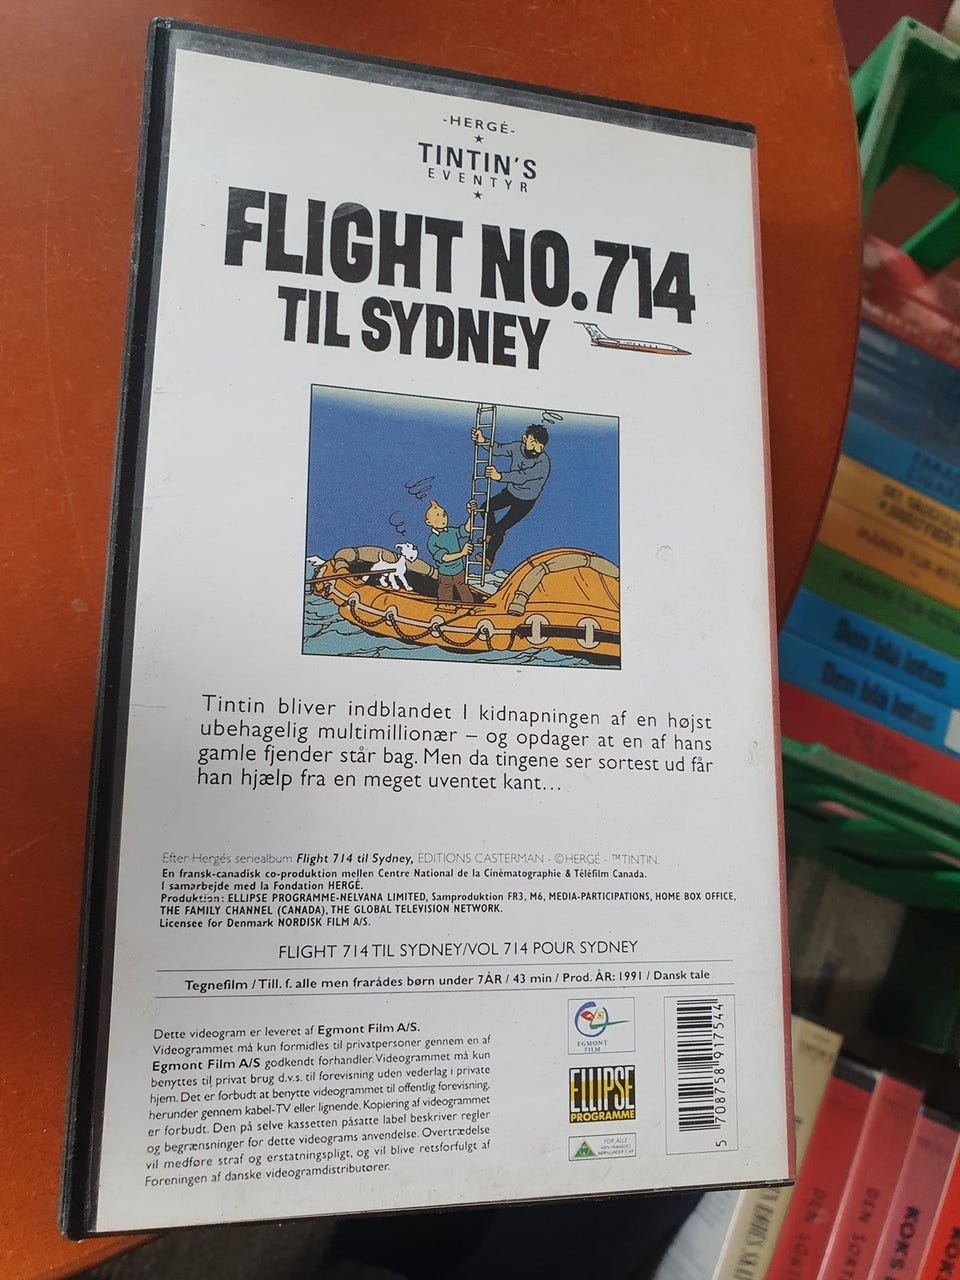 -HERGÉ-
TINTIN'S
EVENTYR
FLIGHT NO. 714
TIL SYDNEY
Tintin bliver indblandet I kidnapningen af en højst
ubehagelig multimillionær – og opdager at en af hans
gamle fjender står bag. Men da tingene ser sortest ud får
han hjælp fra en meget uventet kant...
Efter Hergés seriealbum Flight 714 til Sydney, EDITIONS CASTERMAN - ©HERGÉ - ™TINTIN.
En fransk-canadisk co-produktion mellen Centre National de la Cinématographie & Téléfilm Canada.
I samarbejde med la Fondation HERGÉ.
Produktion: ELLIPSE PROGRAMME-NELVANA LIMITED, Samproduktion FR3, M6, MEDIA-PARTICIPATIONS, HOME BOX OFFICE,
THE FAMILY CHANNEL (CANADA), THE GLOBAL TELEVISION NETWORK.
Licensee for Denmark NORDISK FILM A/S.
FLIGHT 714 TIL SYDNEY/VOL 714 POUR SYDNEY
Tegnefilm / Till. f. alle men frarådes børn under 7ÅR / 43 min / Prod. ÅR: 1991 / Dansk tale
Dette videogram er leveret af Egmont Film A/S.
Videogrammet må kun formidles til privatpersoner gennem en af
Egmont Film A/S godkendt forhandler. Videogrammet må kun
benyttes til privat brug d.v.s. til forevisning uden vederlag i private
hjem. Det er forbudt at benytte videogrammet til offentlig forevisning,
herunder gennem kabel-TV eller lignende. Kopiering af videogrammet
er forbudt. Den på selve kassetten påsatte label beskriver regler
og begrænsninger for dette videograms anvendelse. Overtrædelse
vil medføre straf og erstatningspligt, og vil blive retsforfulgt af
Foreningen af danske videogramdistributører.
EGMONT
FILM
ELLIPSE
PROGRAMME
FOR ALLE
5 708758 917544
Den blå lotus
Den blå lotus
KOKS